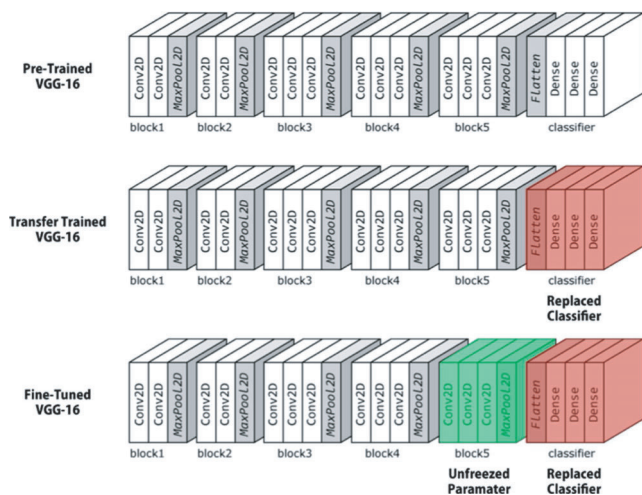 Pre-Trained
VGG-16
Conv2D Conv2D MaxPool2D Conv2D Conv2D MaxPool2D Conv2D Conv2D Conv2D MaxPool2D Conv2D Conv2D Conv2D MaxPool2D Conv2D Conv2D Conv2D MaxPool2D Flatten Dense Dense Dense
block1 block2 block3 block4 block5 classifier
Transfer Trained
VGG-16
Conv2D Conv2D MaxPool2D Conv2D Conv2D MaxPool2D Conv2D Conv2D Conv2D MaxPool2D Conv2D Conv2D Conv2D MaxPool2D Conv2D Conv2D Conv2D MaxPool2D Flatten Dense Dense Dense
block1 block2 block3 block4 block5 classifier
Replaced
Classifier
Fine-Tuned
VGG-16
Conv2D Conv2D MaxPool2D Conv2D Conv2D MaxPool2D Conv2D Conv2D Conv2D MaxPool2D Conv2D Conv2D Conv2D MaxPool2D Conv2D Conv2D Conv2D MaxPool2D Flatten Dense Dense Dense
block1 block2 block3 block4 block5 classifier
Unfreezed Replaced
Paramater Classifier